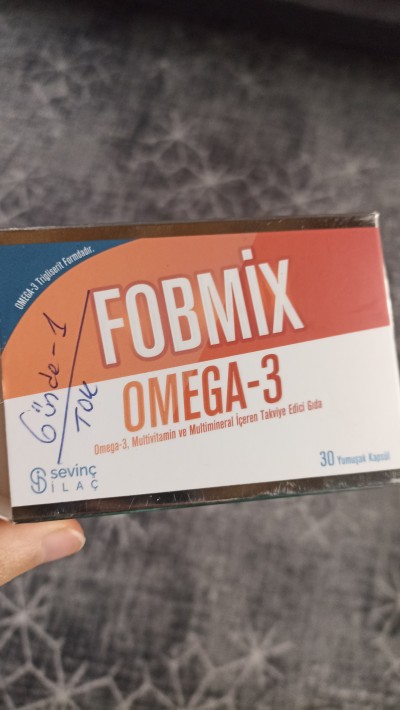 OMEGA-3 Trigliserit Formdadır.
FOBMİX
OMEGA-3
Omega-3, Multivitamin ve Multimineral İçeren Takviye Edici Gıda
Günde-1
TOK
sevinç
İLAÇ
30 Yumuşak Kapsül